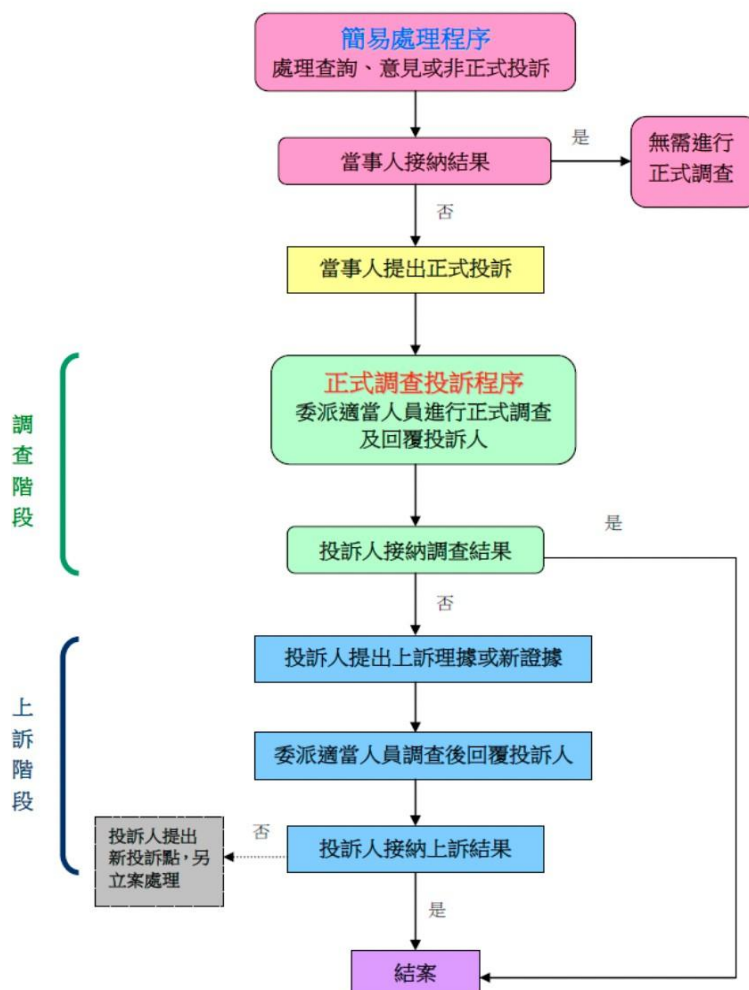 簡易處理程序
處理查詢、意見或非正式投訴
是
當事人接納結果
無需進行
正式調查
否
當事人提出正式投訴
調查階段
正式調查投訴程序
委派適當人員進行正式調查
及回覆投訴人
是
投訴人接納調查結果
否
上訴階段
投訴人提出上訴理據或新證據
委派適當人員調查後回覆投訴人
投訴人接納上訴結果
否
投訴人提出
新投訴點，另
立案處理
是
結案